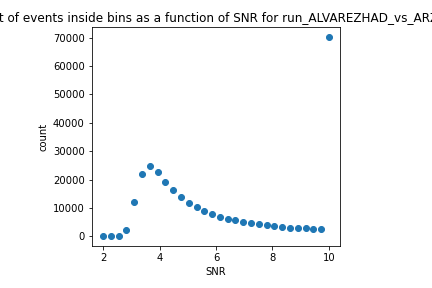 t of events inside bins as a function of SNR for run_ALVAREZHAD_vs_ARZ
70000
60000
50000
40000
30000
20000
10000
0
count
2 4 6 8 10
SNR